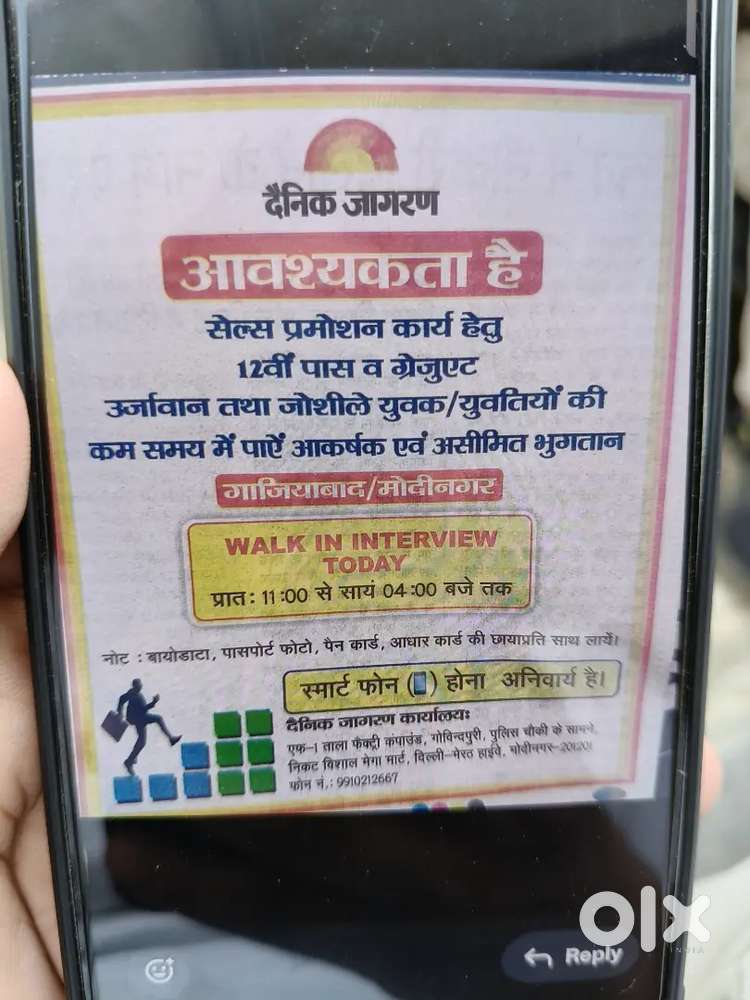 दैनिक जागरण
आवश्यकता है
सेल्स प्रमोशन कार्य हेतु
12वीं पास व ग्रेजुएट
उर्जावान तथा जोशीले युवक/युवतियों की
कम समय में पाऐं आकर्षक एवं असीमित भुगतान
गाजियाबाद/मोदीनगर
WALK IN INTERVIEW
TODAY
प्रातः 11:00 से सायं 04:00 बजे तक
नोट : बायोडाटा, पासपोर्ट फोटो, पैन कार्ड, आधार कार्ड की छायाप्रति साथ लायें।
स्मार्ट फोन () होना अनिवार्य है।
दैनिक जागरण कार्यालयः
एफ-1 ताला फैक्ट्री कंपाउंड, गोविन्दपुरी, पुलिस चौकी के सामने,
निकट विशाल मेगा मार्ट, दिल्ली-मेरठ हाईवे, मोदीनगर-201201
फोन नं.: 9910212667
Reply
olx
INDIA